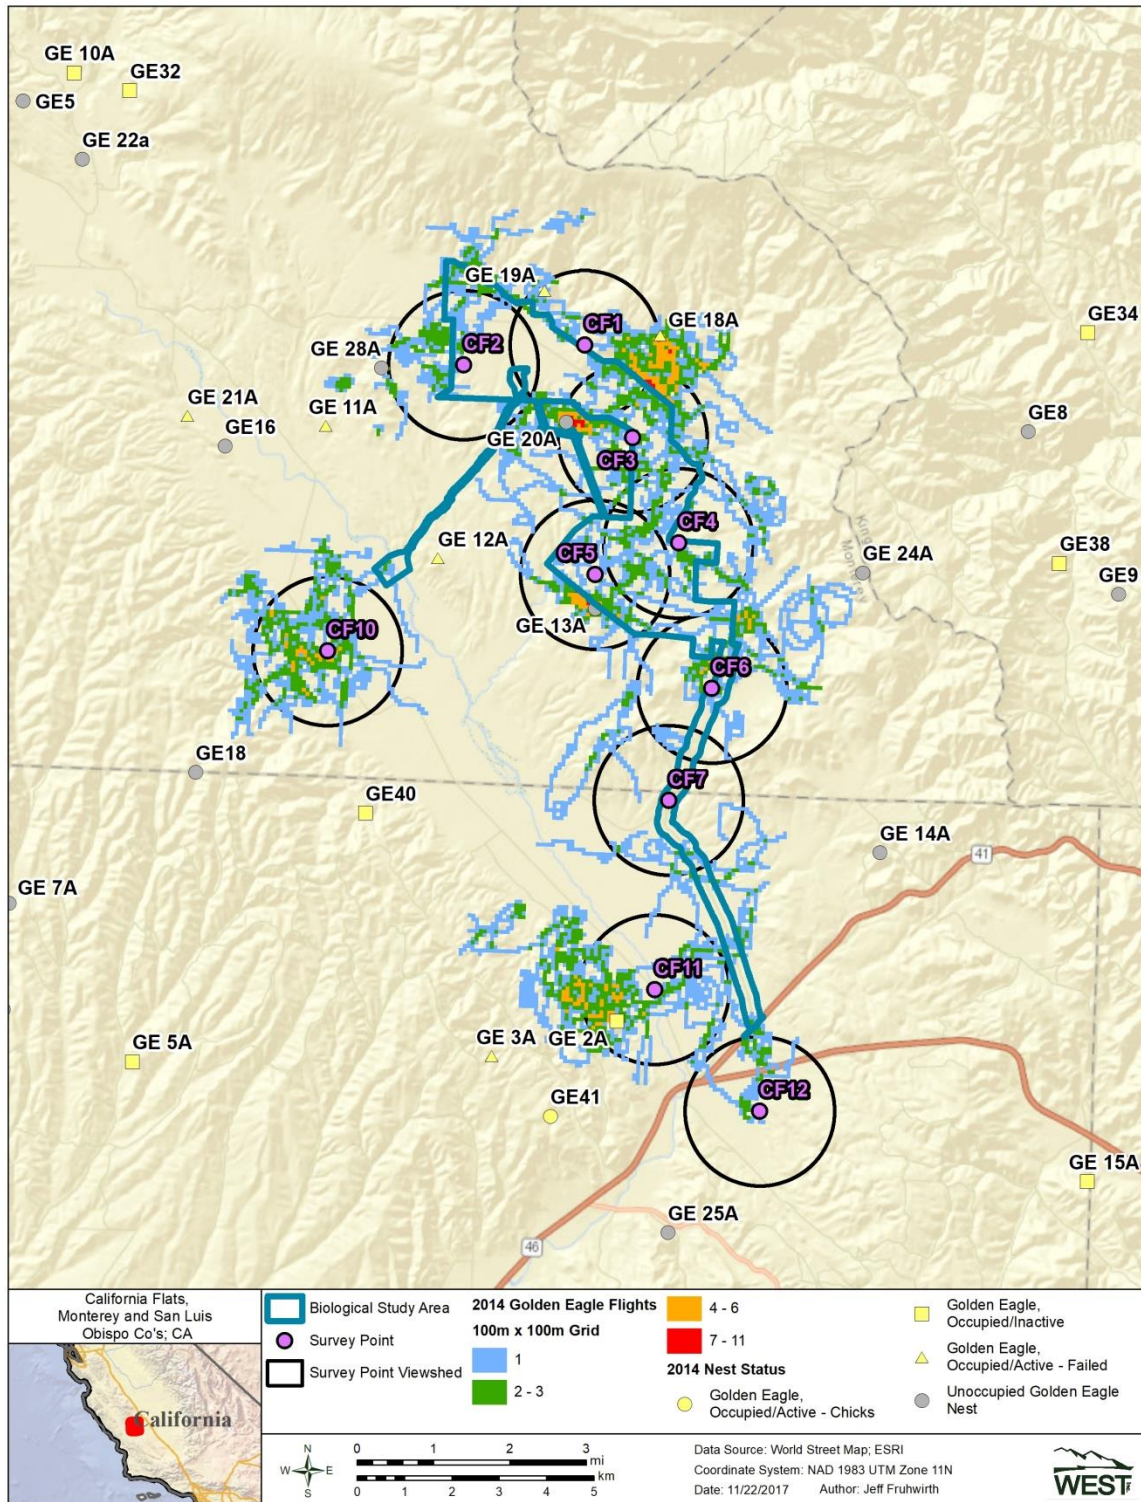 GE 10A
GE32
GE5
GE 22a
GE 19A
CF1
GE 18A
GE34
CF2
GE 28A
GE 21A
GE 11A
GE16
GE 20A
CF3
GE8
CF4
GE 12A
CF5
GE 24A
GE38
GE9
Monterey
GE 13A
CF10
CF6
GE18
GE40
CF7
GE 14A
41
GE 7A
CF11
GE 5A
GE 3A
GE 2A
GE41
CF12
GE 15A
GE 25A
46
California Flats,
Monterey and San Luis
Obispo Co's; CA
California
Biological Study Area
Survey Point
Survey Point Viewshed
2014 Golden Eagle Flights
100m x 100m Grid
1
2 - 3
4 - 6
7 - 11
2014 Nest Status
Golden Eagle,
Occupied/Active - Chicks
Golden Eagle,
Occupied/Inactive
Golden Eagle,
Occupied/Active - Failed
Unoccupied Golden Eagle
Nest
N
W E
S
0 1 2 3
mi
km
0 1 2 3 4 5
Data Source: World Street Map; ESRI
Coordinate System: NAD 1983 UTM Zone 11N
Date: 11/22/2017 Author: Jeff Fruhwirth
WEST